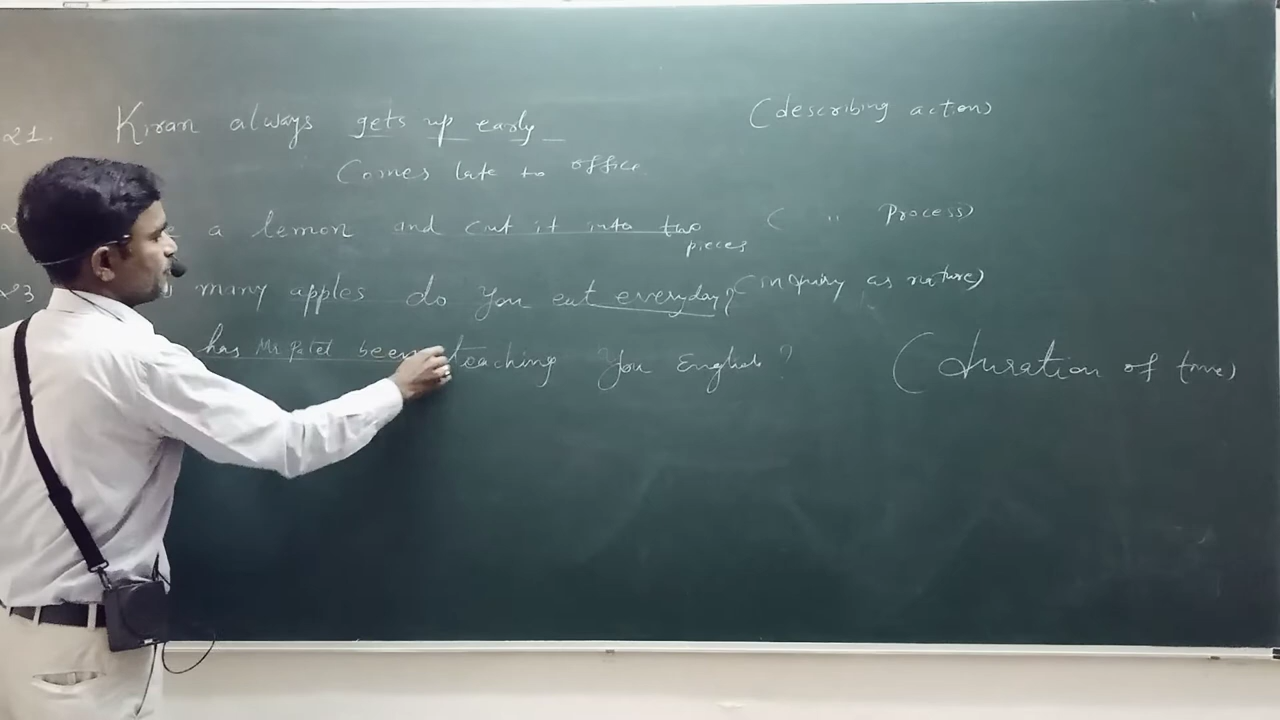 21. Kiran always gets up early (describing action)
Comes late to office
a lemon and cut it into two pieces ( " Process)
23 many apples do you eat everyday? (inquiry as nature)
has Mr. Patel been teaching you English? (duration of time)